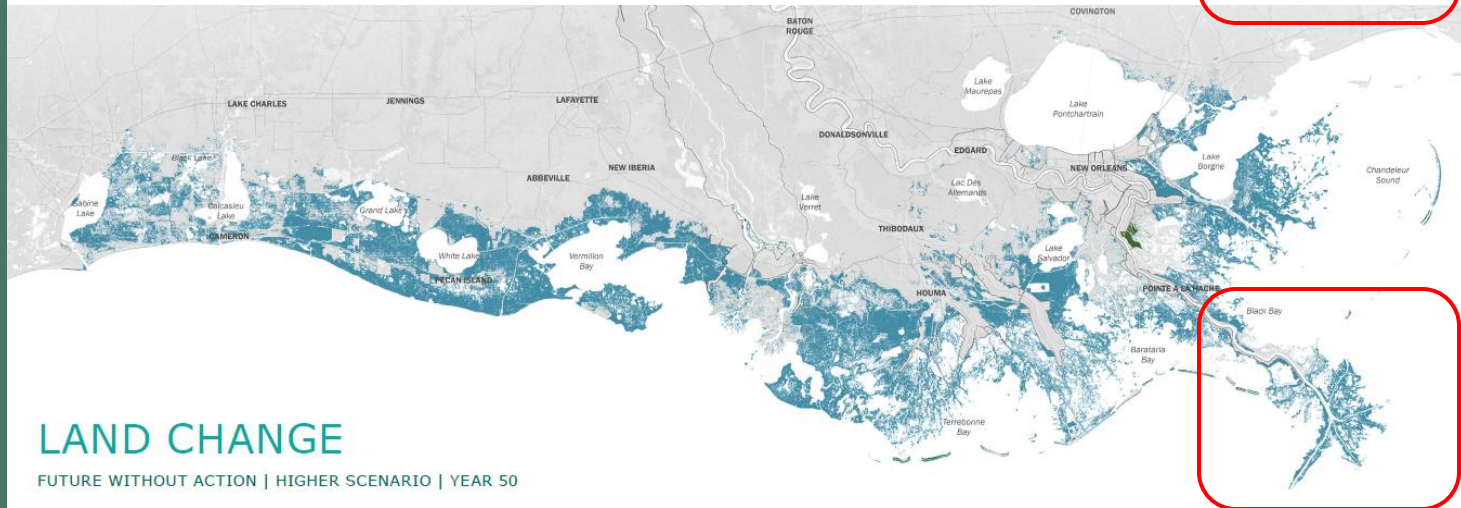 COVINGTON
BATON
ROUGE
Lake
Maurepas
Lake
Pontchartrain
LAKE CHARLES
JENNINGS
LAFAYETTE
DONALDSONVILLE
EDGARD
Black Lake
NEW IBERIA
NEW ORLEANS
Lake
Borgne
Chandeleur
Sound
ABBEVILLE
Lac Des
Allemands
Sabine
Lake
Calcasieu
Lake
Grand Lake
Lake
Verret
CAMERON
THIBODAUX
White Lake
Vermilion
Bay
Lake
Salvador
PECAN ISLAND
HOUMA
POINTE A LA HACHE
Black Bay
Barataria
Bay
Terrebonne
Bay
LAND CHANGE
FUTURE WITHOUT ACTION | HIGHER SCENARIO | YEAR 50